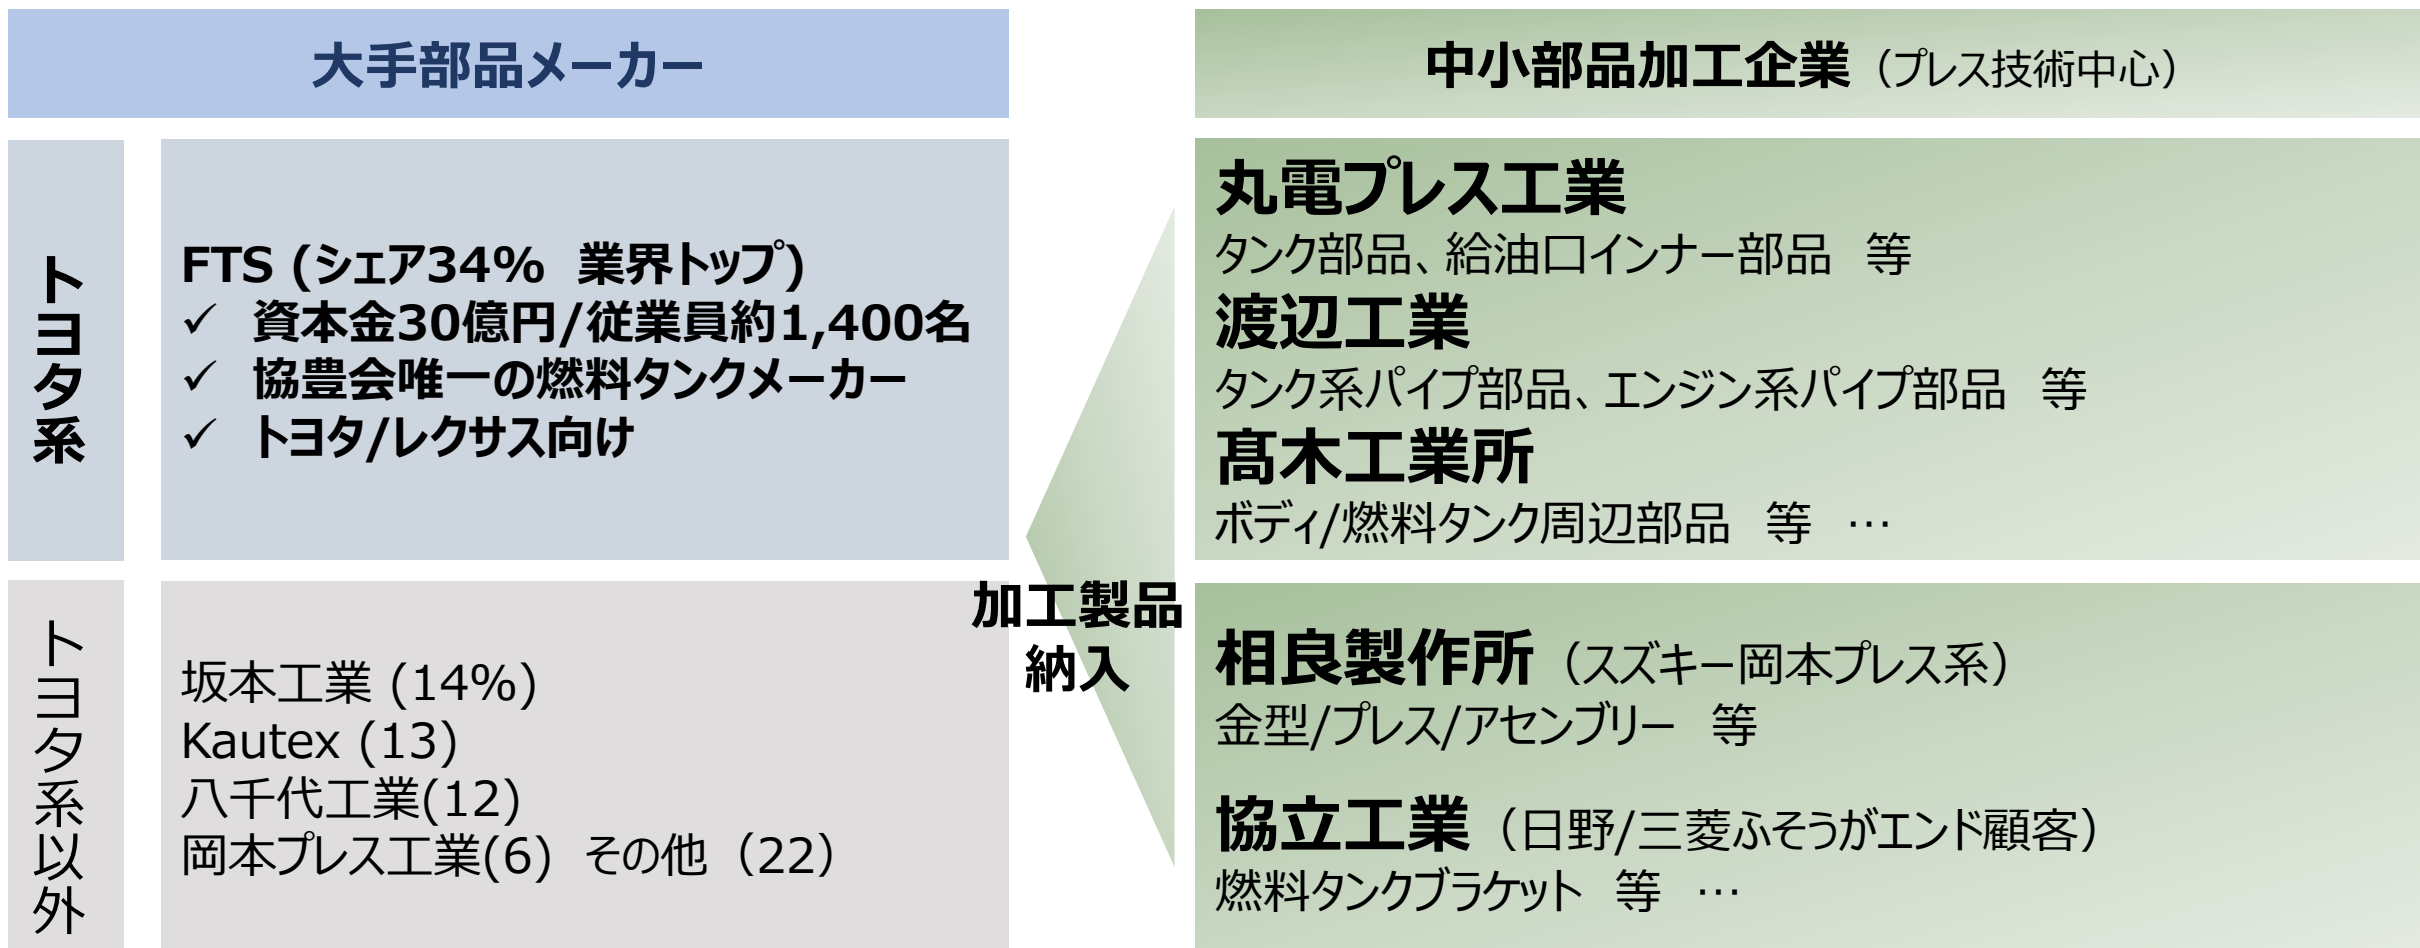 大手部品メーカー
中小部品加工企業（プレス技術中心）
トヨタ系
FTS (シェア34%　業界トップ)
✓ 資本金30億円/従業員約1,400名
✓ 協豊会唯一の燃料タンクメーカー
✓ トヨタ/レクサス向け
丸電プレス工業
タンク部品、給油口インナー部品　等
渡辺工業
タンク系パイプ部品、エンジン系パイプ部品　等
髙木工業所
ボディ/燃料タンク周辺部品　等　…
加工製品
納入
トヨタ系以外
坂本工業 (14%)
Kautex (13)
八千代工業(12)
岡本プレス工業(6)  その他（22）
相良製作所（スズキー岡本プレス系）
金型/プレス/アセンブリー　等
協立工業（日野/三菱ふそうがエンド顧客）
燃料タンクブラケット　等　…